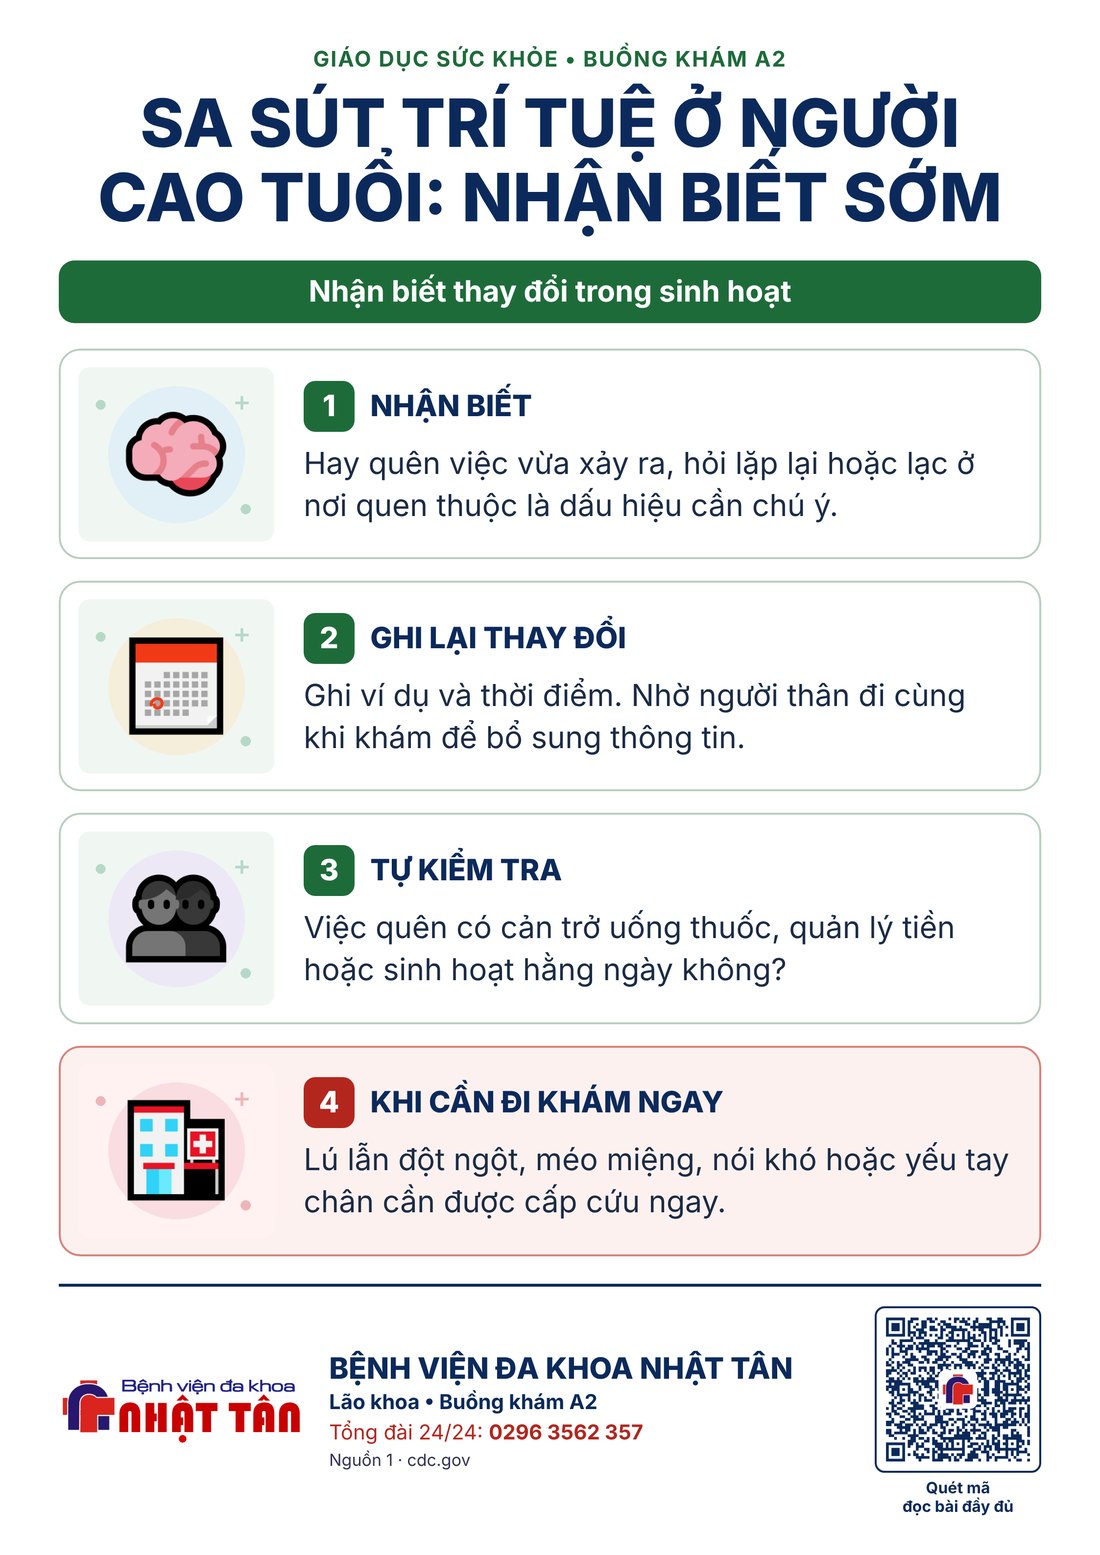 GIÁO DỤC SỨC KHỎE • BUỒNG KHÁM A2
SA SÚT TRÍ TUỆ Ở NGƯỜI
CAO TUỔI: NHẬN BIẾT SỚM
Nhận biết thay đổi trong sinh hoạt
1 NHẬN BIẾT
Hay quên việc vừa xảy ra, hỏi lặp lại hoặc lạc ở
nơi quen thuộc là dấu hiệu cần chú ý.
2 GHI LẠI THAY ĐỔI
Ghi ví dụ và thời điểm. Nhờ người thân đi cùng
khi khám để bổ sung thông tin.
3 TỰ KIỂM TRA
Việc quên có cản trở uống thuốc, quản lý tiền
hoặc sinh hoạt hằng ngày không?
4 KHI CẦN ĐI KHÁM NGAY
Lú lẫn đột ngột, méo miệng, nói khó hoặc yếu tay
chân cần được cấp cứu ngay.
Bệnh viện đa khoa
NHẬT TÂN
BỆNH VIỆN ĐA KHOA NHẬT TÂN
Lão khoa • Buồng khám A2
Tổng đài 24/24: 0296 3562 357
Nguồn 1 · cdc.gov
Quét mã
đọc bài đầy đủ